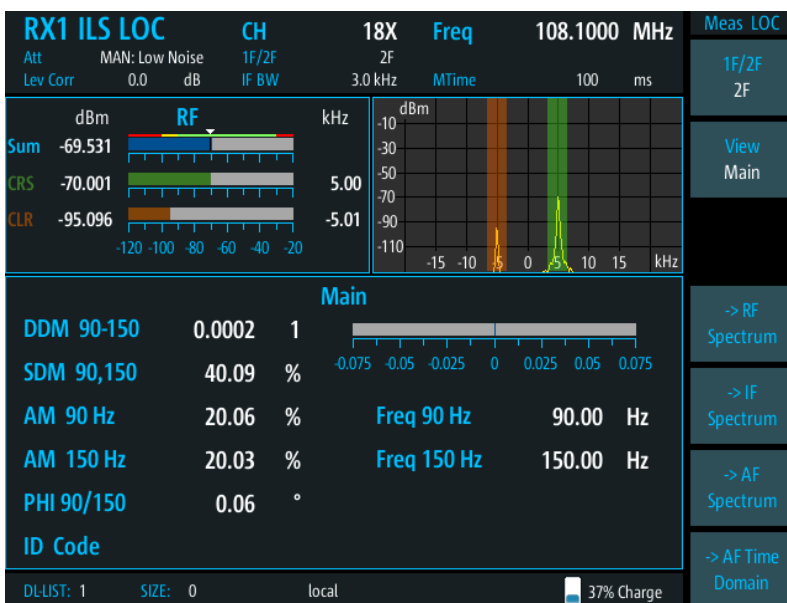 RX1 ILS LOC CH 18X Freq 108.1000 MHz
Att MAN: Low Noise 1F/2F 2F
Lev Corr 0.0 dB IF BW 3.0 kHz MTime 100 ms
Meas LOC
1F/2F
2F
View
Main
-> RF
Spectrum
-> IF
Spectrum
-> AF
Spectrum
-> AF Time
Domain
dBm RF kHz
Sum -69.531
CRS -70.001 5.00
CLR -95.096 -5.01
-120 -100 -80 -60 -40 -20
dBm
-10
-30
-50
-70
-90
-110
-15 -10 -5 0 5 10 15 kHz
Main
DDM 90-150 0.0002 1
-0.075 -0.05 -0.025 0 0.025 0.05 0.075
SDM 90,150 40.09 %
AM 90 Hz 20.06 % Freq 90 Hz 90.00 Hz
AM 150 Hz 20.03 % Freq 150 Hz 150.00 Hz
PHI 90/150 0.06 °
ID Code
DL-LIST: 1 SIZE: 0 local 37% Charge